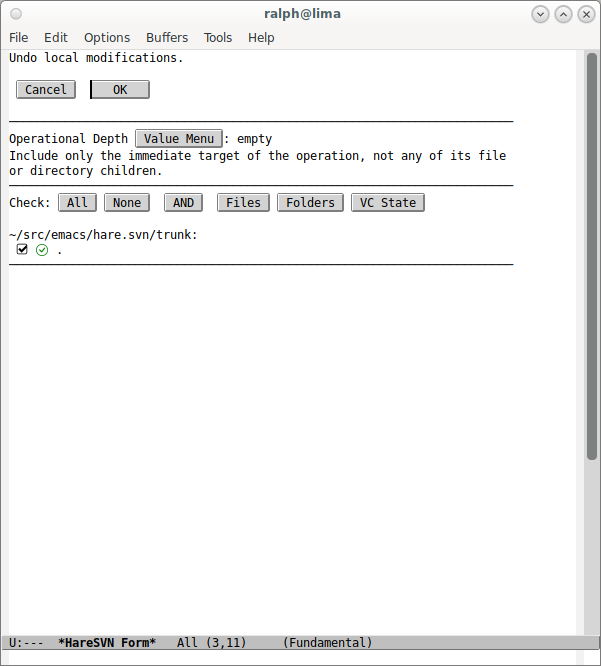 ralph@lima
File Edit Options Buffers Tools Help
Undo local modifications.
Cancel OK
Operational Depth Value Menu : empty
Include only the immediate target of the operation, not any of its file
or directory children.
Check: All None AND Files Folders VC State
~/src/emacs/hare.svn/trunk:
.
U:--- *HareSVN Form* All (3,11) (Fundamental)